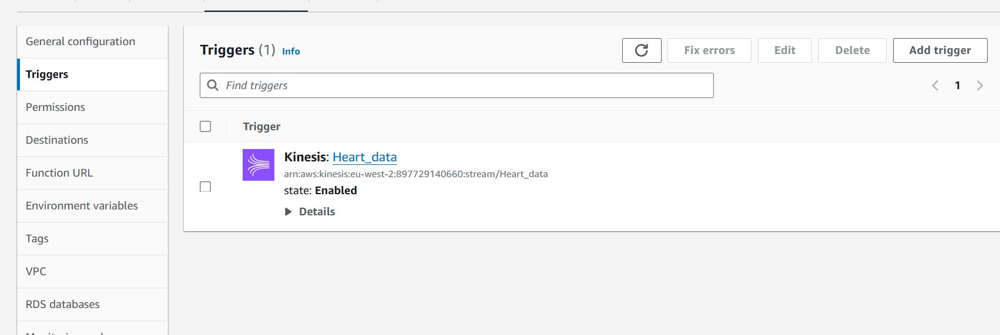 General configuration
Triggers
Permissions
Destinations
Function URL
Environment variables
Tags
VPC
RDS databases
Triggers (1) Info
Fix errors
Edit
Delete
Add trigger
Find triggers
1
Trigger
Kinesis: Heart_data
arn:aws:kinesis:eu-west-2:897729140660:stream/Heart_data
state: Enabled
Details